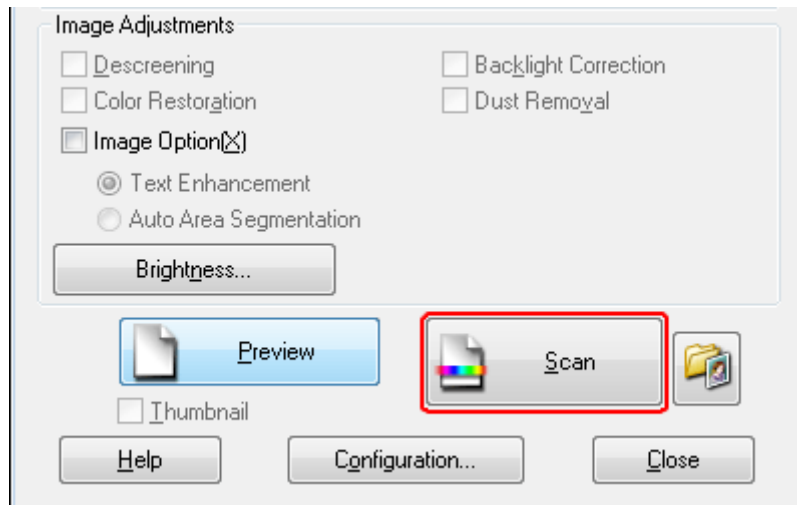 Image Adjustments
Descreening Backlight Correction
Color Restoration Dust Removal
Image Option(X)
Text Enhancement
Auto Area Segmentation
Brightness...
Preview Scan
Thumbnail
Help Configuration... Close